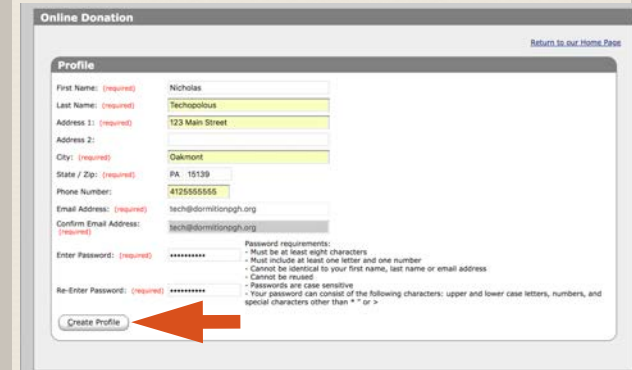 Online Donation
Return to our Home Page
Profile
First Name: (required) Nicholas
Last Name: (required) Techopolous
Address 1: (required) 123 Main Street
Address 2:
City: (required) Oakmont
State / Zip: (required) PA 15139
Phone Number: 4125555555
Email Address: (required) tech@dormitionpgh.org
Confirm Email Address: (required) tech@dormitionpgh.org
Enter Password: (required) ••••••••••
Password requirements:
- Must be at least eight characters
- Must include at least one letter and one number
- Cannot be identical to your first name, last name or email address
- Cannot be reused
- Passwords are case sensitive
- Your password can consist of the following characters: upper and lower case letters, numbers, and
special characters other than * " or >
Re-Enter Password: (required) ••••••••••
Create Profile